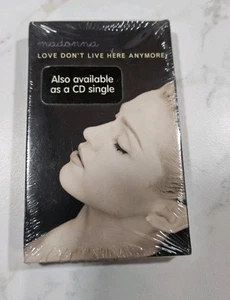 madonna
LOVE DON'T LIVE HERE ANYMORE
Also available
as a CD single